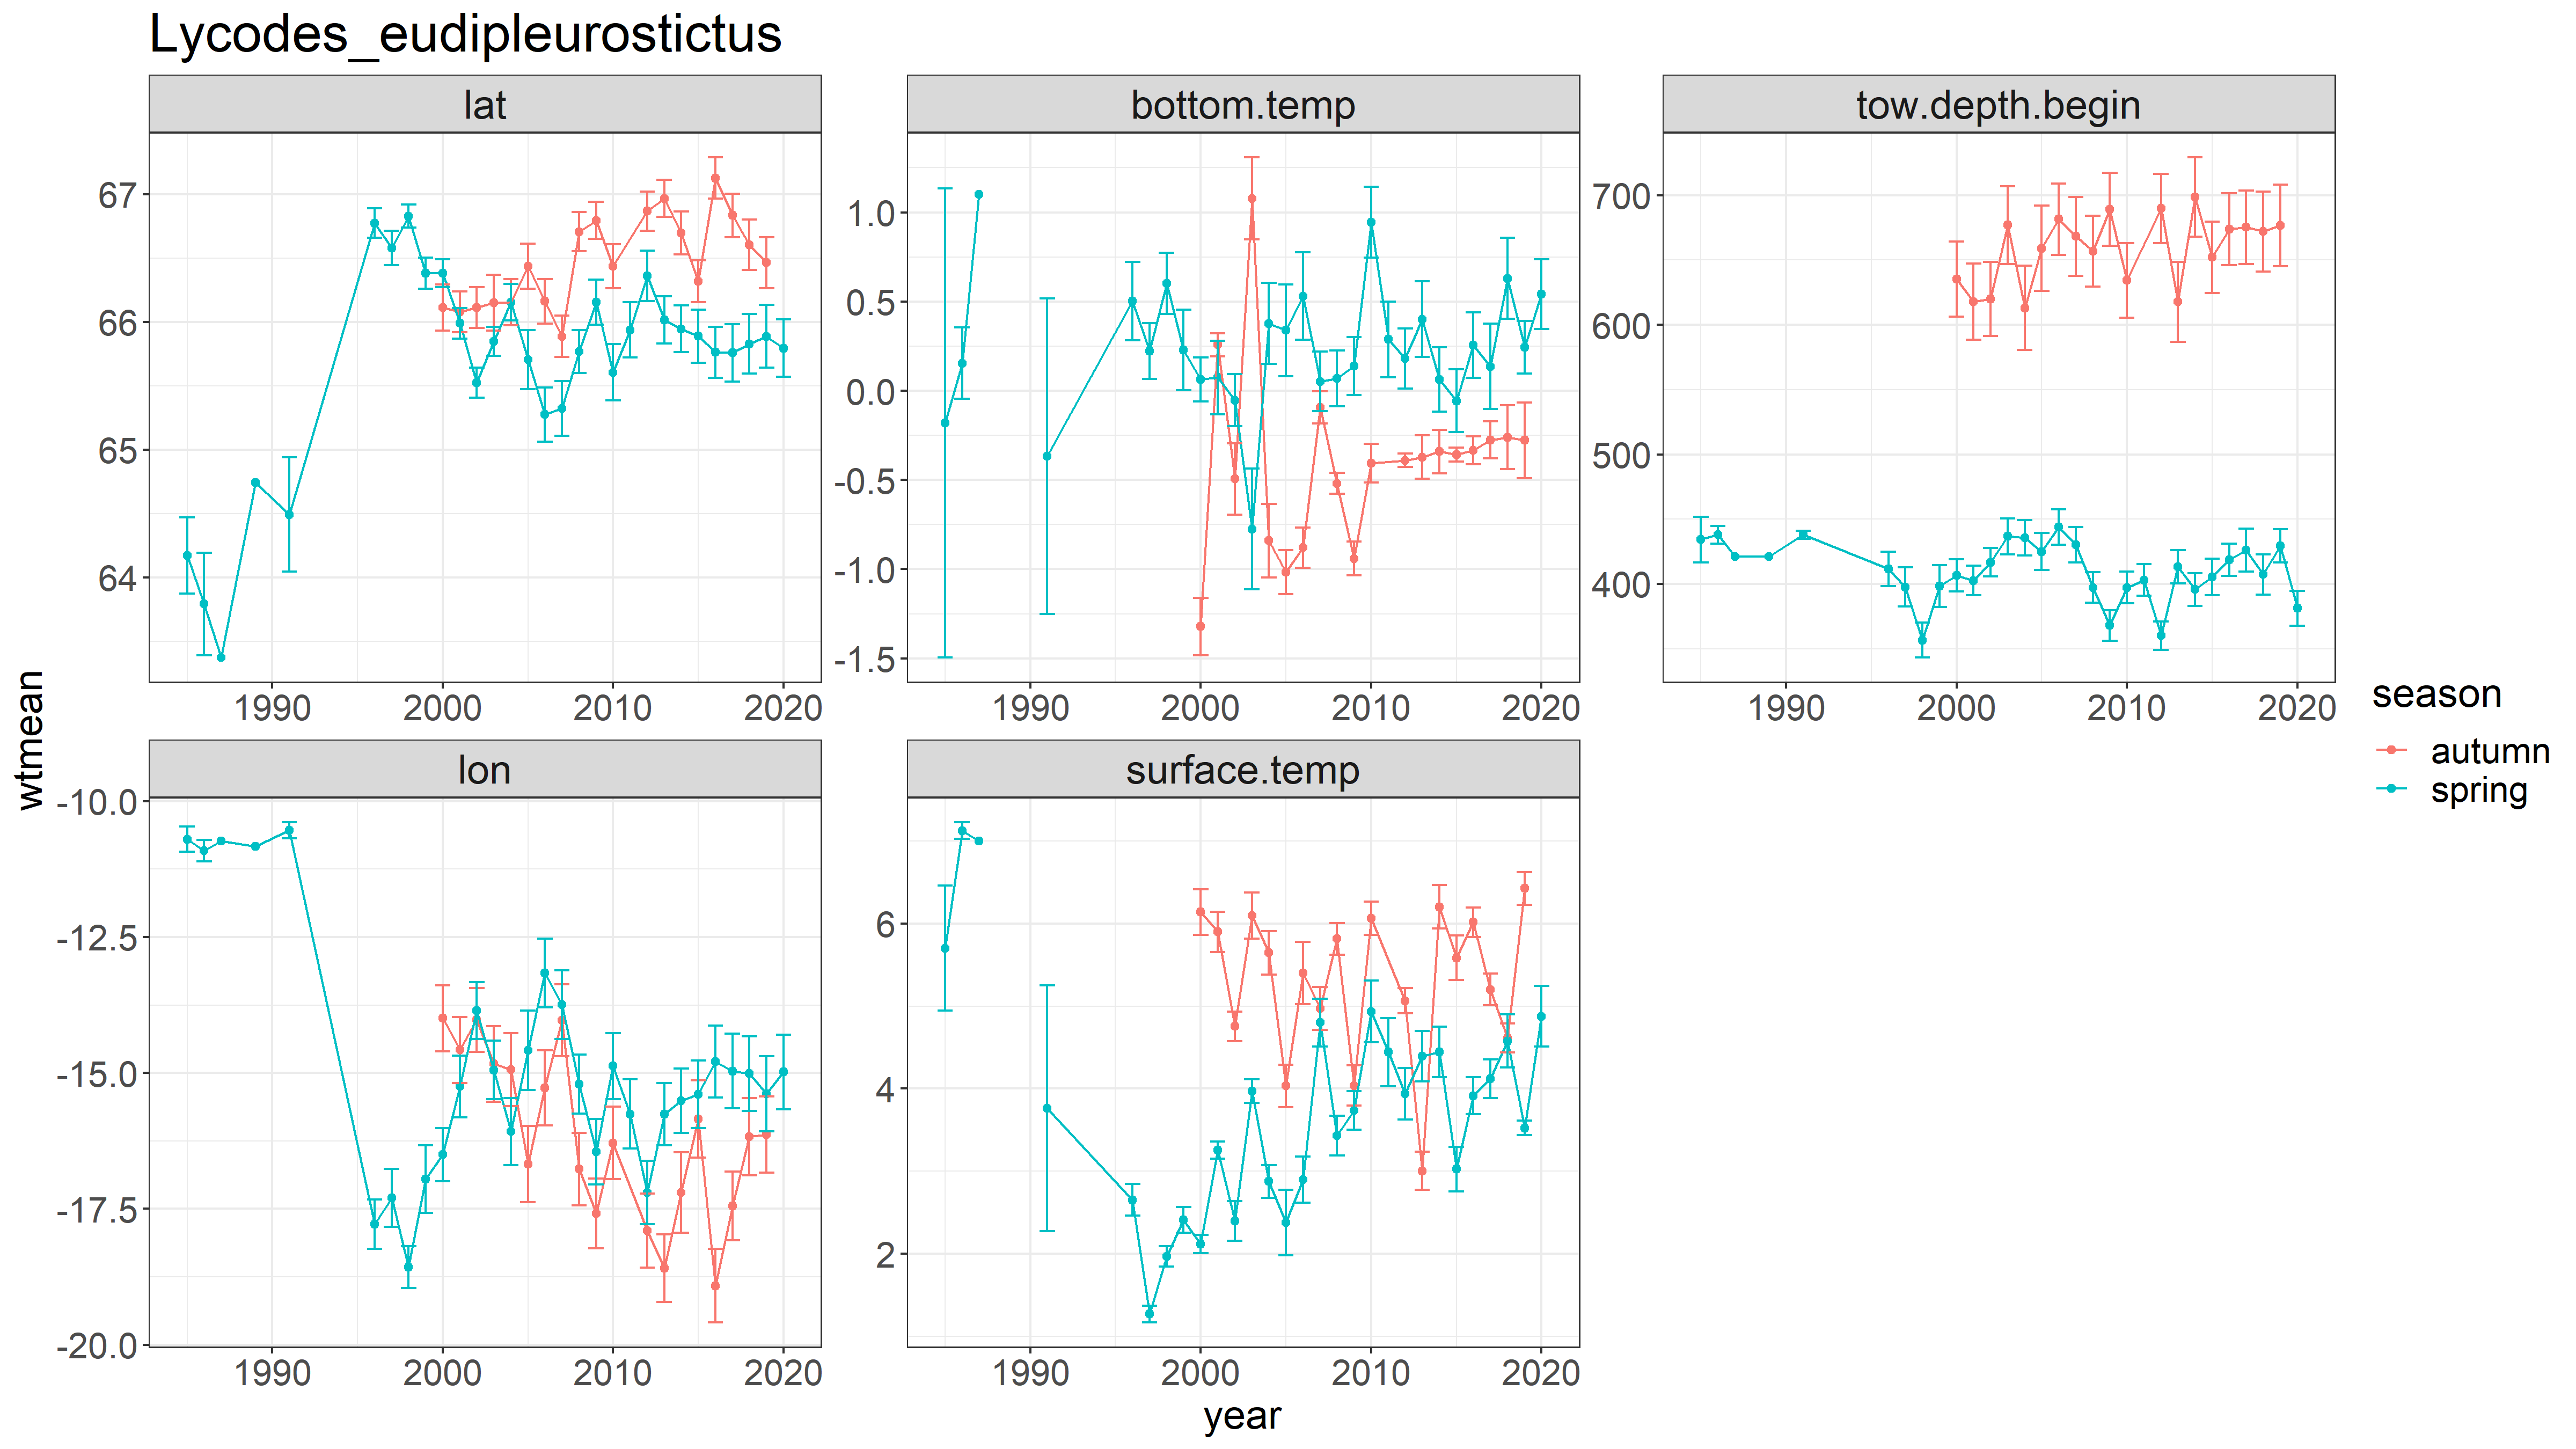 Lycodes_eudipleurostictus
lat
bottom.temp
tow.depth.begin
67
66
65
64
1.0
0.5
0.0
-0.5
-1.0
-1.5
700
600
500
400
1990 2000 2010 2020
1990 2000 2010 2020
1990 2000 2010 2020
wtmean
season
autumn
spring
lon
surface.temp
-10.0
-12.5
-15.0
-17.5
-20.0
6
4
2
1990 2000 2010 2020
1990 2000 2010 2020
year